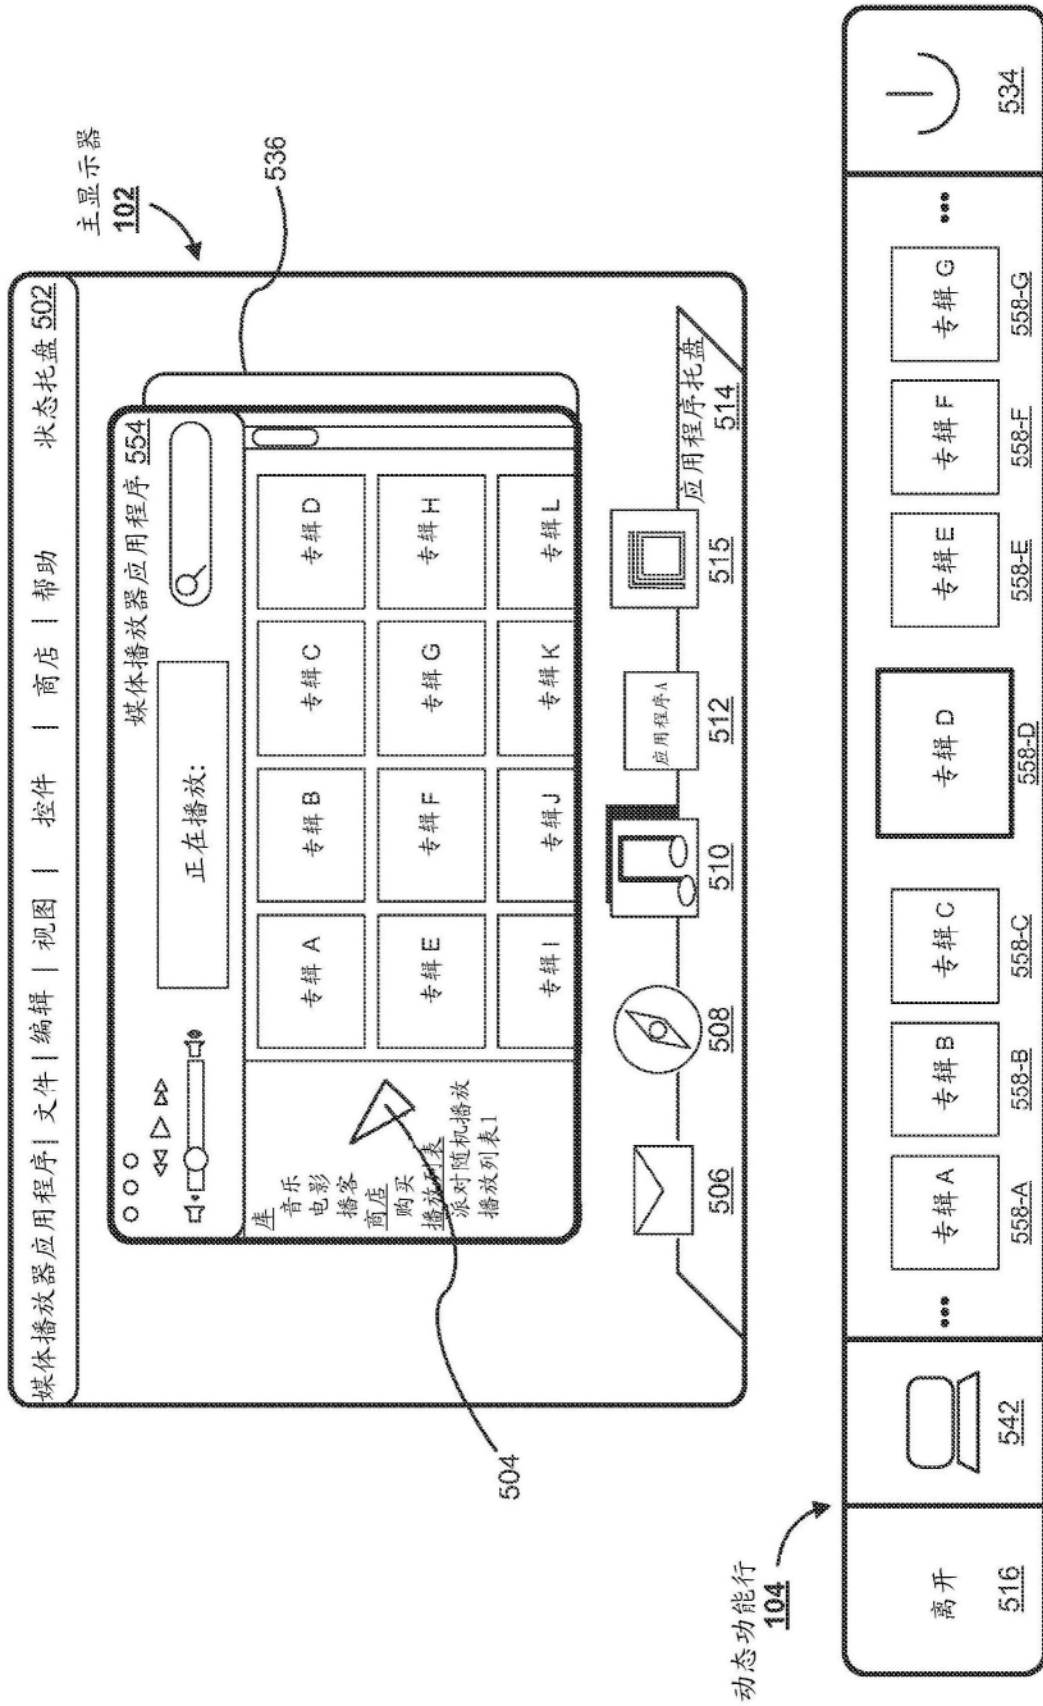 主显示器
102
媒体播放器应用程序 | 文件 | 编辑 | 视图 | 控件 | 商店 | 帮助 状态托盘 502
536
媒体播放器应用程序 554
正在播放:
库
音乐
电影
播客
商店
购买
播放列表
派对随机播放
播放列表1
专辑 A 专辑 B 专辑 C 专辑 D
专辑 E 专辑 F 专辑 G 专辑 H
专辑 I 专辑 J 专辑 K 专辑 L
504
应用程序A
应用程序托盘
506 508 510 512 515 514
动态功能行
104
离开 ••• 专辑 A 专辑 B 专辑 C 专辑 D 专辑 E 专辑 F 专辑 G •••
516 542 558-A 558-B 558-C 558-D 558-E 558-F 558-G 534